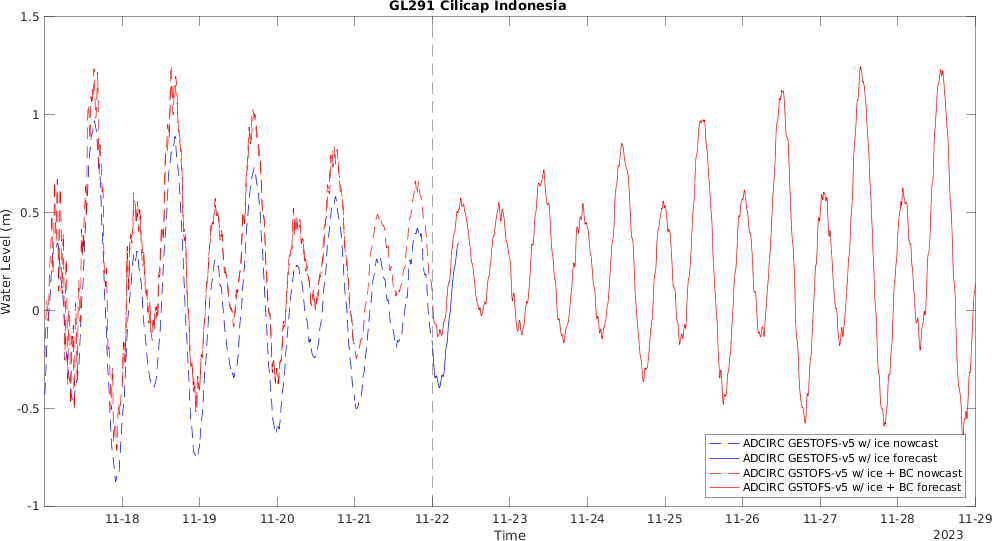 GL291 Cilicap Indonesia
1.5
1
0.5
0
-0.5
-1
Water Level (m)
11-18
11-19
11-20
11-21
11-22
11-23
11-24
11-25
11-26
11-27
11-28
11-29
Time
2023
ADCIRC GESTOFS-v5 w/ ice nowcast
ADCIRC GESTOFS-v5 w/ ice forecast
ADCIRC GSTOFS-v5 w/ ice + BC nowcast
ADCIRC GSTOFS-v5 w/ ice + BC forecast